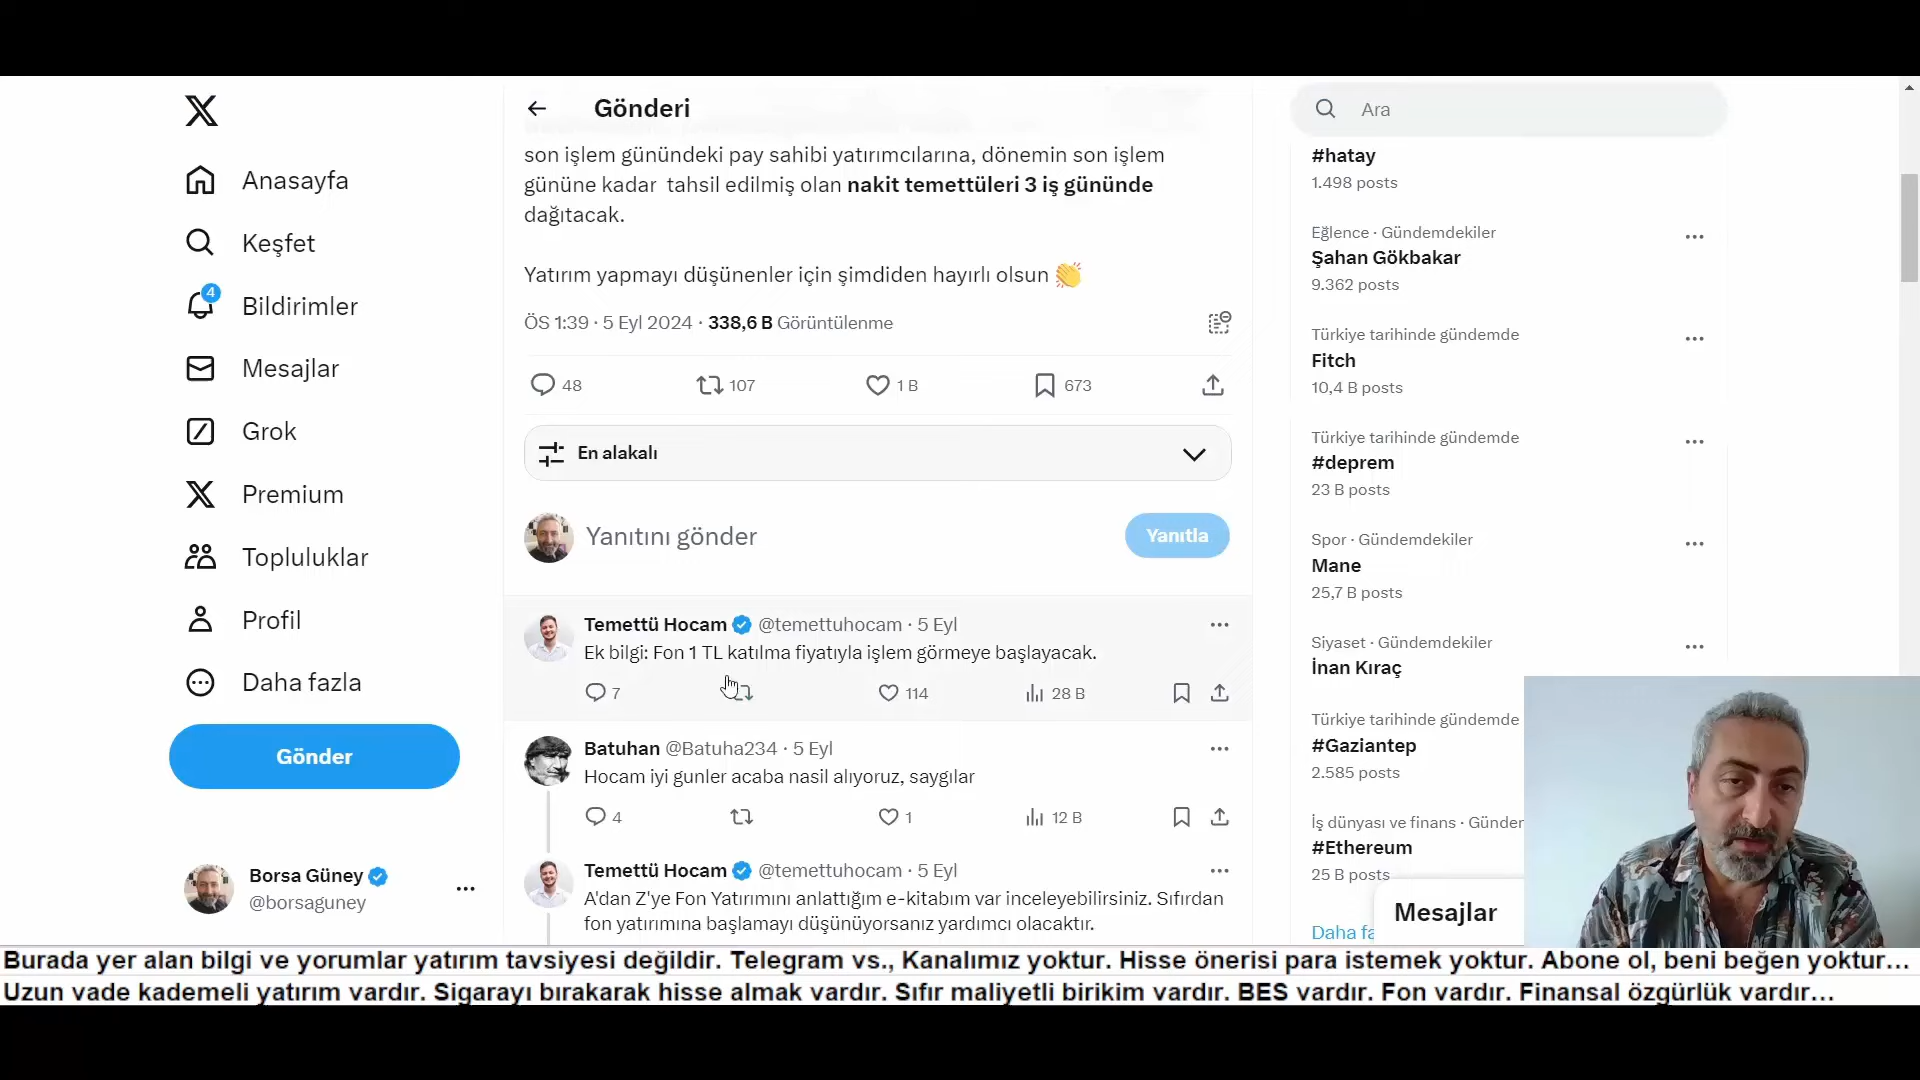 Anasayfa
Keşfet
4
Bildirimler
Mesajlar
Grok
Premium
Topluluklar
Profil
Daha fazla
Gönder
Borsa Güney
@borsaguney
Gönderi
son işlem günündeki pay sahibi yatırımcılarına, dönemin son işlem
gününe kadar tahsil edilmiş olan nakit temettüleri 3 iş gününde
dağıtacak.
Yatırım yapmayı düşünenler için şimdiden hayırlı olsun 👏
ÖS 1:39 · 5 Eyl 2024 · 338,6 B Görüntülenme
48 107 1 B 673
En alakalı
Yanıtını gönder
Yanıtla
Temettü Hocam @temettuhocam · 5 Eyl
Ek bilgi: Fon 1 TL katılma fiyatıyla işlem görmeye başlayacak.
7 114 28 B
Batuhan @Batuha234 · 5 Eyl
Hocam iyi gunler acaba nasil alıyoruz, saygılar
4 1 12 B
Temettü Hocam @temettuhocam · 5 Eyl
A'dan Z'ye Fon Yatırımını anlattığım e-kitabım var inceleyebilirsiniz. Sıfırdan
fon yatırımına başlamayı düşünüyorsanız yardımcı olacaktır.
Ara
#hatay
1.498 posts
Eğlence · Gündemdekiler
Şahan Gökbakar
9.362 posts
Türkiye tarihinde gündemde
Fitch
10,4 B posts
Türkiye tarihinde gündemde
#deprem
23 B posts
Spor · Gündemdekiler
Mane
25,7 B posts
Siyaset · Gündemdekiler
İnan Kıraç
Türkiye tarihinde gündemde
#Gaziantep
2.585 posts
İş dünyası ve finans · Günder
#Ethereum
25 B posts
Daha fa
Mesajlar
Burada yer alan bilgi ve yorumlar yatırım tavsiyesi değildir. Telegram vs., Kanalımız yoktur. Hisse önerisi para istemek yoktur. Abone ol, beni beğen yoktur...
Uzun vade kademeli yatırım vardır. Sigarayı bırakarak hisse almak vardır. Sıfır maliyetli birikim vardır. BES vardır. Fon vardır. Finansal özgürlük vardır...